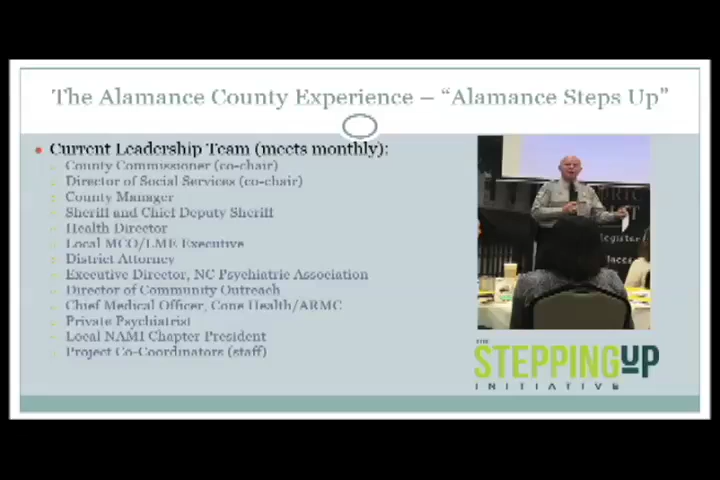 The Alamance County Experience – “Alamance Steps Up”
Current Leadership Team (meets monthly):
County Commissioner (co-chair)
Director of Social Services (co-chair)
County Manager
Sheriff and Chief Deputy Sheriff
Health Director
Local MCO/LME Executive
District Attorney
Executive Director, NC Psychiatric Association
Director of Community Outreach
Chief Medical Officer, Cone Health/ARMC
Private Psychiatrist
Local NAMI Chapter President
Project Co-Coordinators (staff)
THE
STEPPING UP
INITIATIVE